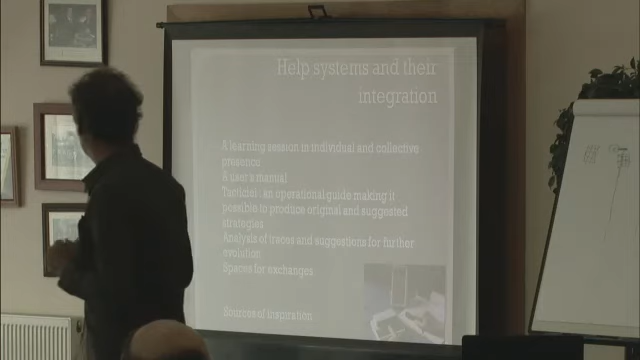 Help systems and their
integration
A learning session in individual and collective
presence
A user's manual
Tactictei : an operational guide making it
possible to produce original and suggested
strategies
Analysis of traces and suggestions for further
evolution
Spaces for exchanges
Sources of inspiration